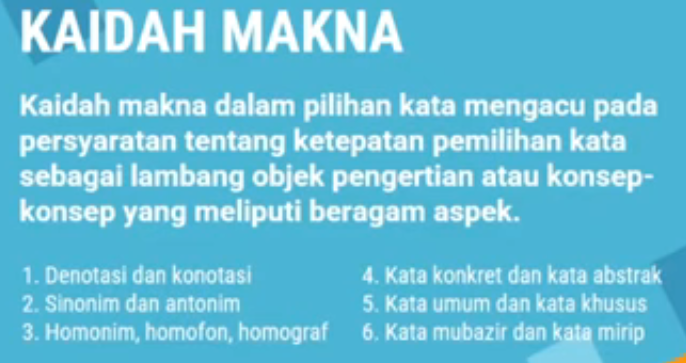 KAIDAH MAKNA
Kaidah makna dalam pilihan kata mengacu pada
persyaratan tentang ketepatan pemilihan kata
sebagai lambang objek pengertian atau konsep-
konsep yang meliputi beragam aspek.
1. Denotasi dan konotasi
2. Sinonim dan antonim
3. Homonim, homofon, homograf
4. Kata konkret dan kata abstrak
5. Kata umum dan kata khusus
6. Kata mubazir dan kata mirip